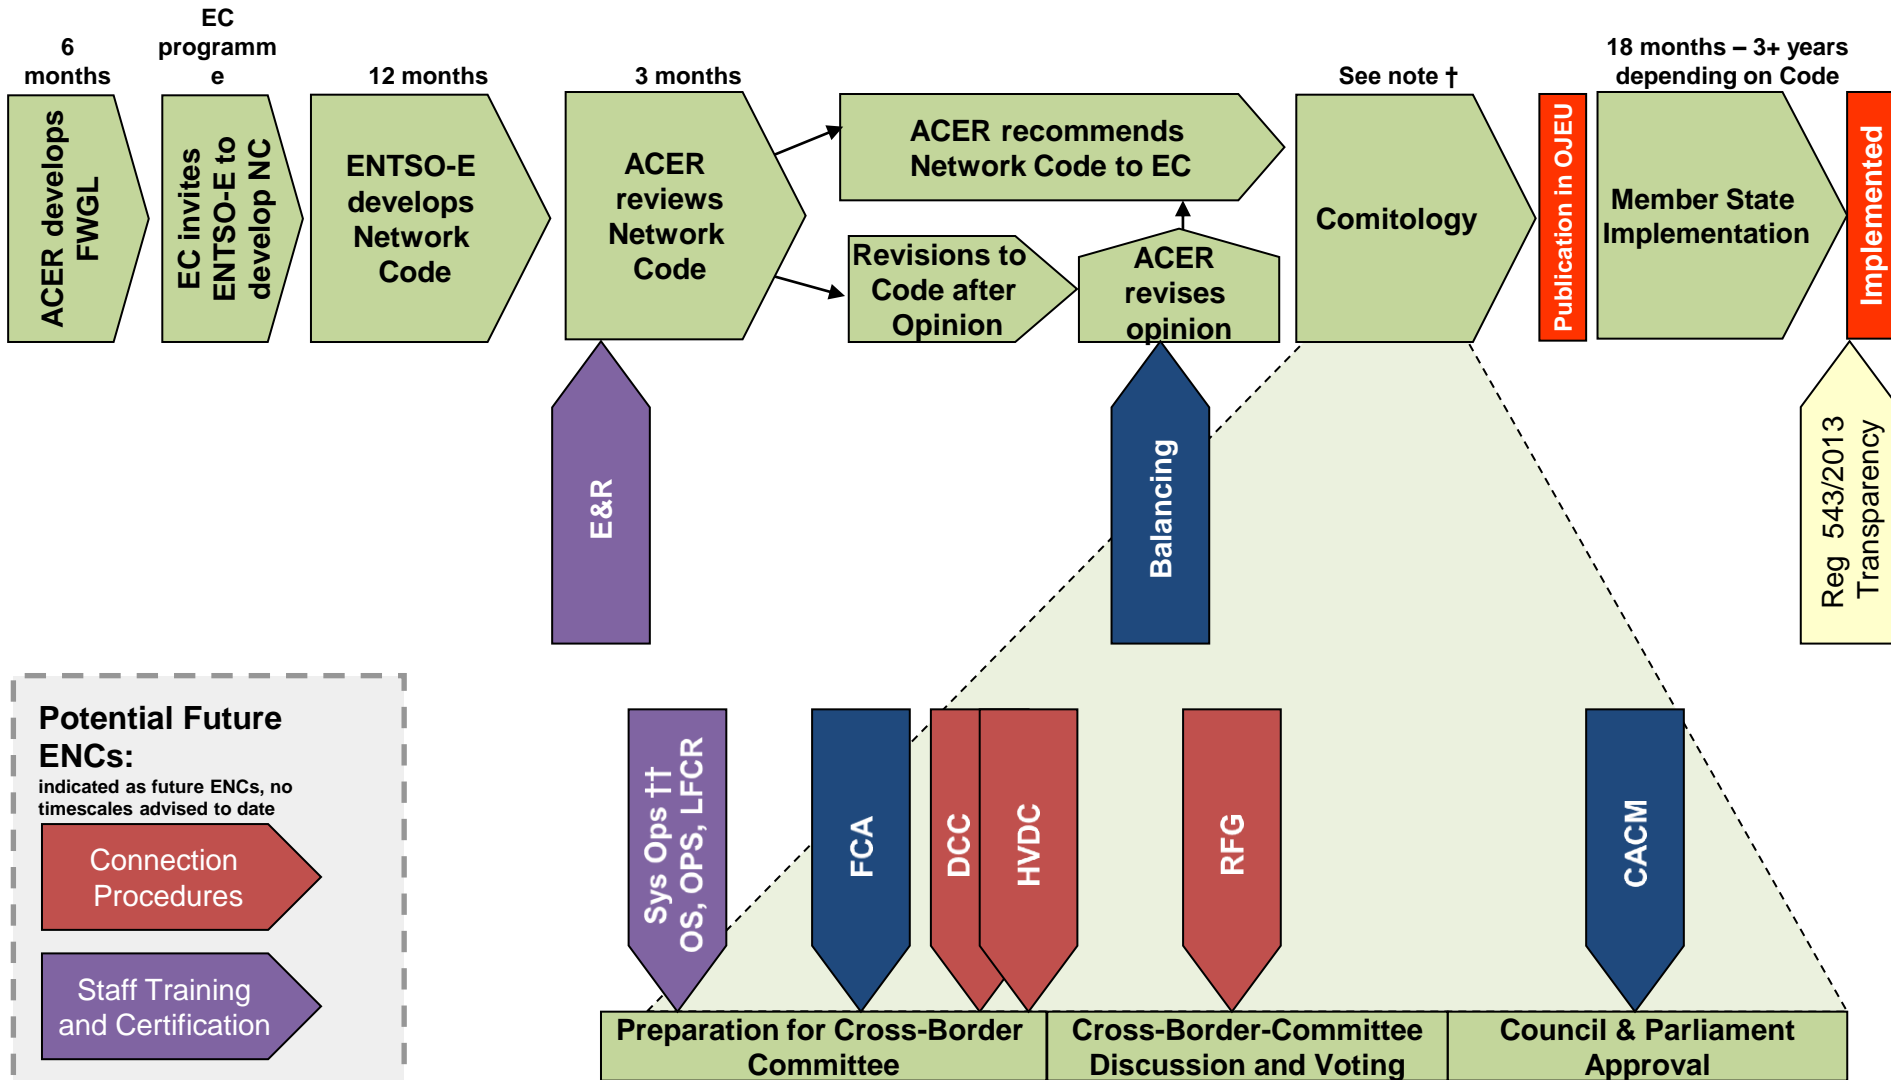 6
months
EC
programm
e
12 months
3 months
See note †
18 months – 3+ years
depending on Code
ACER develops
FWGL
EC invites
ENTSO-E to
develop NC
ENTSO-E
develops
Network
Code
ACER
reviews
Network
Code
ACER recommends
Network Code to EC
Revisions to
Code after
Opinion
ACER
revises
opinion
Comitology
Publication in OJEU
Member State
Implementation
Implemented
E&R
Balancing
Reg 543/2013
Transparency
Potential Future
ENCs:
indicated as future ENCs, no
timescales advised to date
Connection
Procedures
Staff Training
and Certification
Sys Ops ††
OS, OPS, LFCR
FCA
DCC
HVDC
RFG
CACM
Preparation for Cross-Border
Committee
Cross-Border-Committee
Discussion and Voting
Council & Parliament
Approval